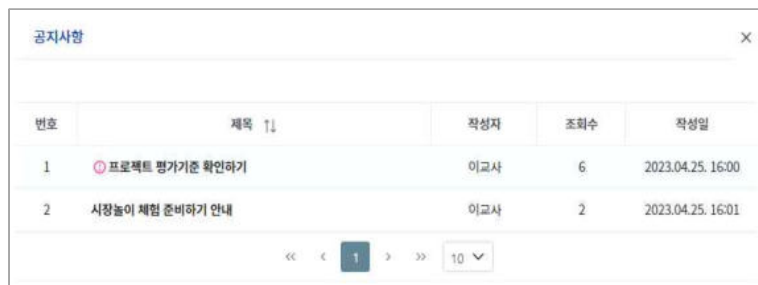 공지사항
번호 제목 작성자 조회수 작성일
1 프로젝트 평가기준 확인하기 이교사 6 2023.04.25. 16:00
2 시장놀이 체험 준비하기 안내 이교사 2 2023.04.25. 16:01
« ‹ 1 › » 10